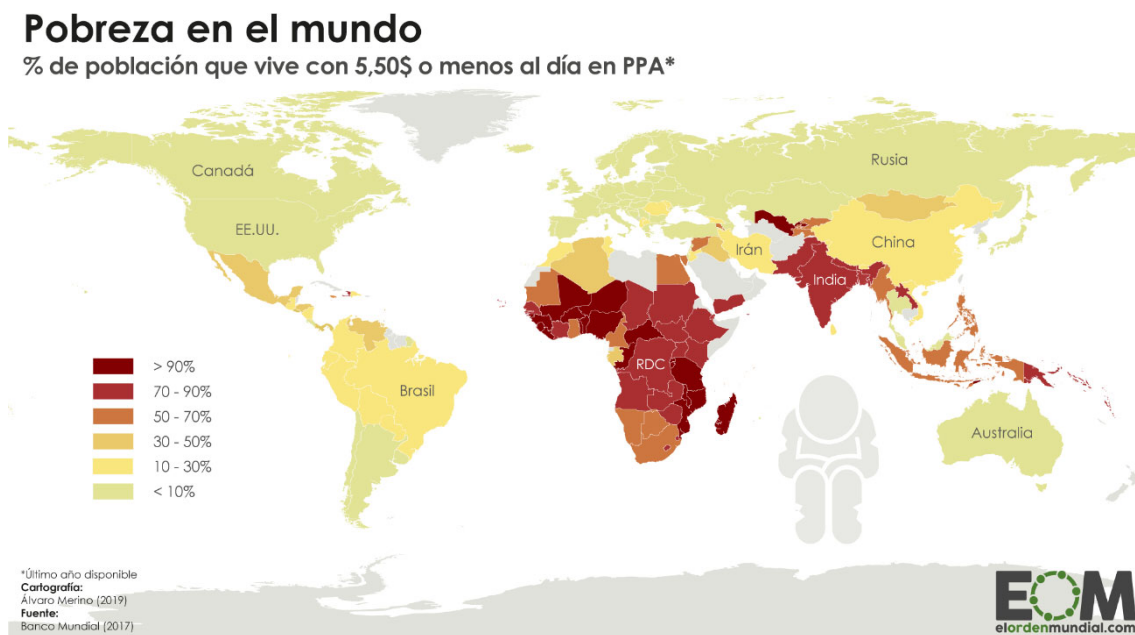 Pobreza en el mundo
% de población que vive con 5,50$ o menos al día en PPA*
Canadá
Rusia
EE.UU.
Irán
China
India
RDC
Brasil
Australia
> 90%
70 - 90%
50 - 70%
30 - 50%
10 - 30%
< 10%
*Último año disponible
Cartografía:
Álvaro Merino (2019)
Fuente:
Banco Mundial (2017)
EOM
elordenmundial.com